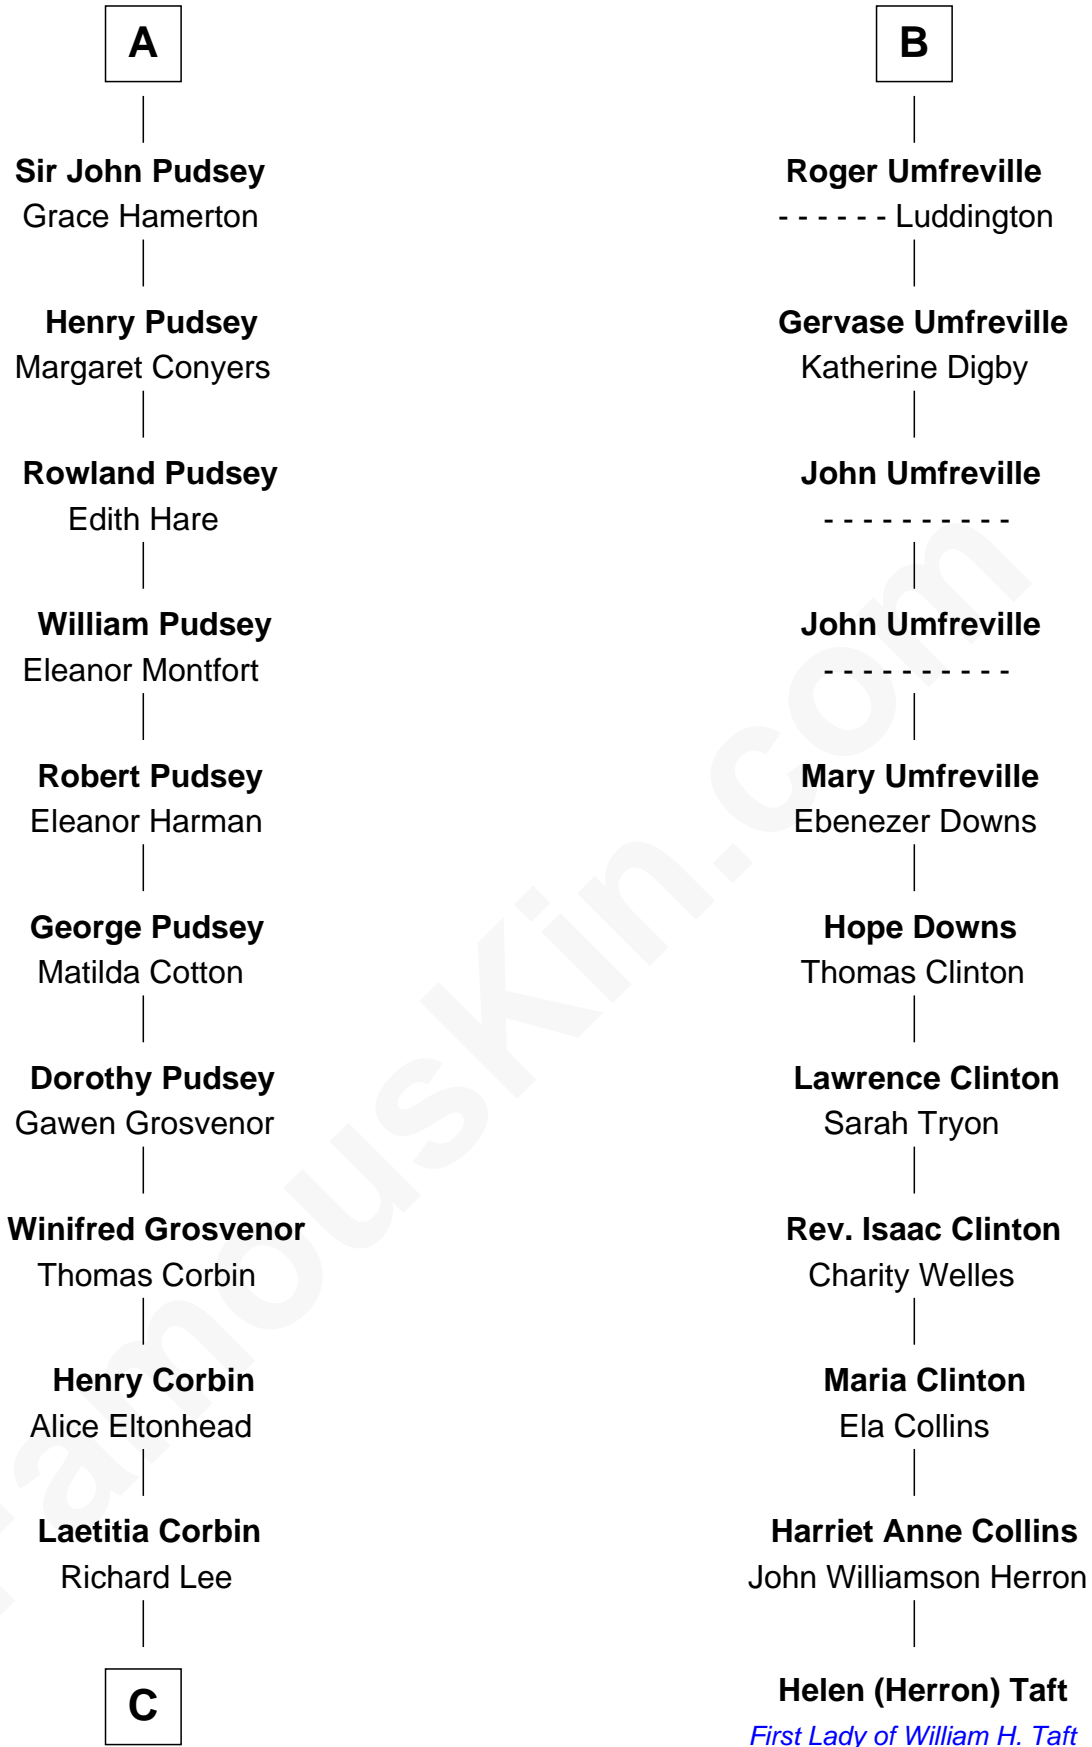 A
Sir John Pudsey
Grace Hamerton
Henry Pudsey
Margaret Conyers
Rowland Pudsey
Edith Hare
William Pudsey
Eleanor Montfort
Robert Pudsey
Eleanor Harman
George Pudsey
Matilda Cotton
Dorothy Pudsey
Gawen Grosvenor
Winifred Grosvenor
Thomas Corbin
Henry Corbin
Alice Eltonhead
Laetitia Corbin
Richard Lee
C
B
Roger Umfreville
- - - - - - Luddington
Gervase Umfreville
Katherine Digby
John Umfreville
- - - - - - - - - -
John Umfreville
- - - - - - - - - -
Mary Umfreville
Ebenezer Downs
Hope Downs
Thomas Clinton
Lawrence Clinton
Sarah Tryon
Rev. Isaac Clinton
Charity Welles
Maria Clinton
Ela Collins
Harriet Anne Collins
John Williamson Herron
Helen (Herron) Taft
First Lady of William H. Taft
FamousKin.com